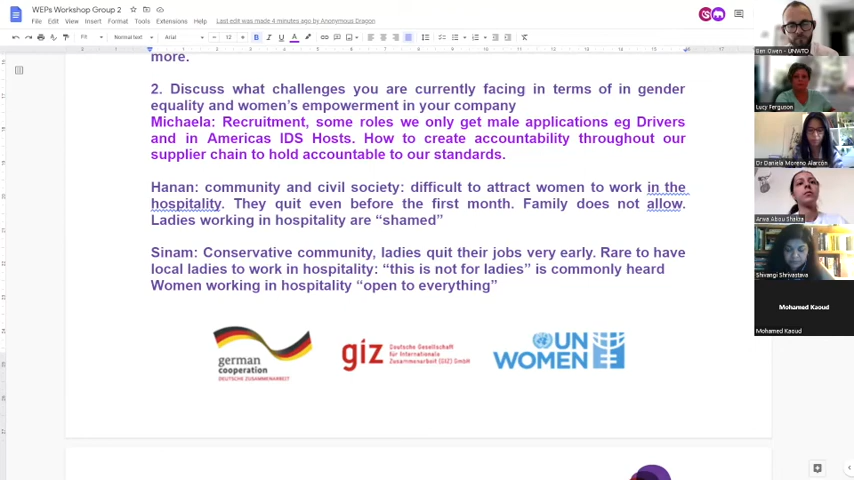 WEPs Workshop Group 2
File Edit View Insert Format Tools Extensions Help Last edit was made 4 minutes ago by Anonymous Dragon
Normal text Arial 12
more.
2. Discuss what challenges you are currently facing in terms of in gender
equality and women's empowerment in your company
Michaela: Recruitment, some roles we only get male applications eg Drivers
and in Americas IDS Hosts. How to create accountability throughout our
supplier chain to hold accountable to our standards.
Hanan: community and civil society: difficult to attract women to work in the
hospitality. They quit even before the first month. Family does not allow.
Ladies working in hospitality are “shamed”
Sinam: Conservative community, ladies quit their jobs very early. Rare to have
local ladies to work in hospitality: “this is not for ladies” is commonly heard
Women working in hospitality “open to everything”
german
cooperation
DEUTSCHE ZUSAMMENARBEIT
giz Deutsche Gesellschaft
für Internationale
Zusammenarbeit (GIZ) GmbH
UN
WOMEN
Ben Owen - UNWTO
Lucy Ferguson
Dr Daniela Moreno Alarcón
Arwa Abou Shakra
Shivangi Shrivastava
Mohamed Kaoud
Mohamed Kaoud